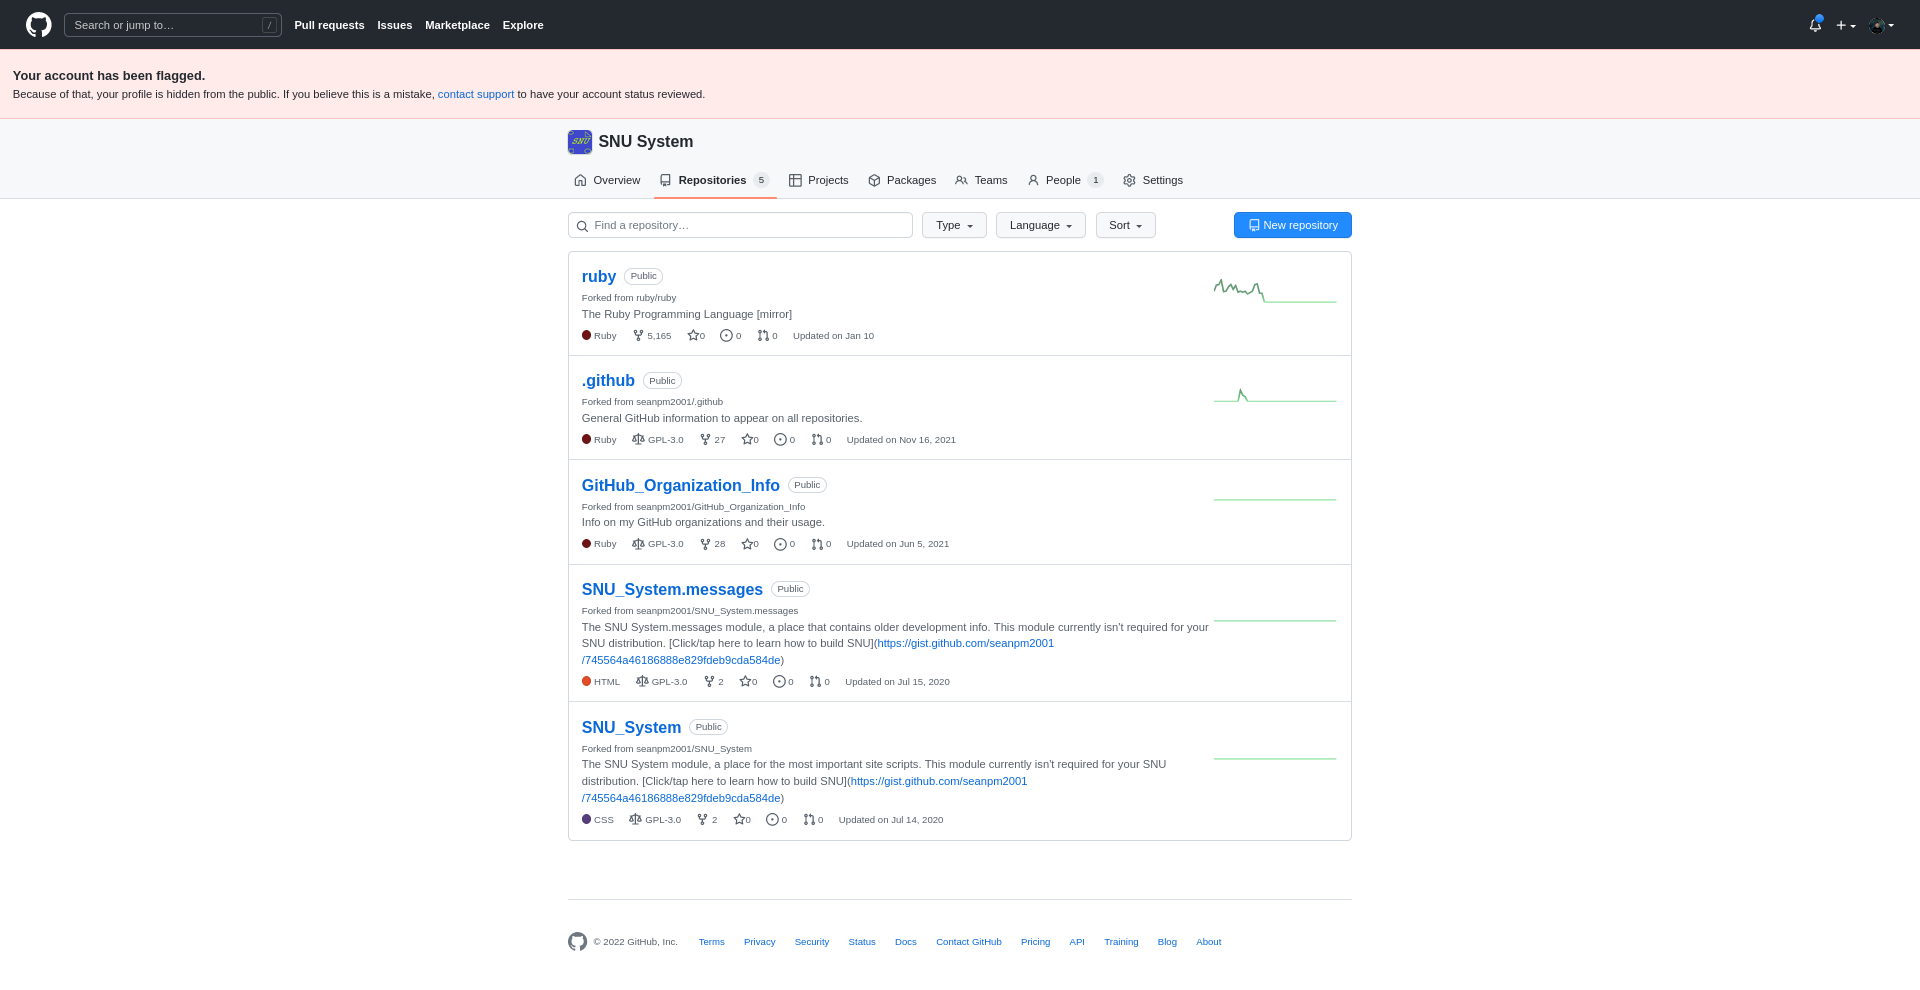 Search or jump to… /
Pull requests Issues Marketplace Explore
Your account has been flagged.
Because of that, your profile is hidden from the public. If you believe this is a mistake, contact support to have your account status reviewed.
SNU SNU System
Overview Repositories 5 Projects Packages Teams People 1 Settings
Find a repository… Type Language Sort New repository
ruby Public
Forked from ruby/ruby
The Ruby Programming Language [mirror]
Ruby 5,165 0 0 0 Updated on Jan 10
.github Public
Forked from seanpm2001/.github
General GitHub information to appear on all repositories.
Ruby GPL-3.0 27 0 0 0 Updated on Nov 16, 2021
GitHub_Organization_Info Public
Forked from seanpm2001/GitHub_Organization_Info
Info on my GitHub organizations and their usage.
Ruby GPL-3.0 28 0 0 0 Updated on Jun 5, 2021
SNU_System.messages Public
Forked from seanpm2001/SNU_System.messages
The SNU System.messages module, a place that contains older development info. This module currently isn't required for your
SNU distribution. [Click/tap here to learn how to build SNU](https://gist.github.com/seanpm2001
/745564a46186888e829fdeb9cda584de)
HTML GPL-3.0 2 0 0 0 Updated on Jul 15, 2020
SNU_System Public
Forked from seanpm2001/SNU_System
The SNU System module, a place for the most important site scripts. This module currently isn't required for your SNU
distribution. [Click/tap here to learn how to build SNU](https://gist.github.com/seanpm2001
/745564a46186888e829fdeb9cda584de)
CSS GPL-3.0 2 0 0 0 Updated on Jul 14, 2020
© 2022 GitHub, Inc. Terms Privacy Security Status Docs Contact GitHub Pricing API Training Blog About